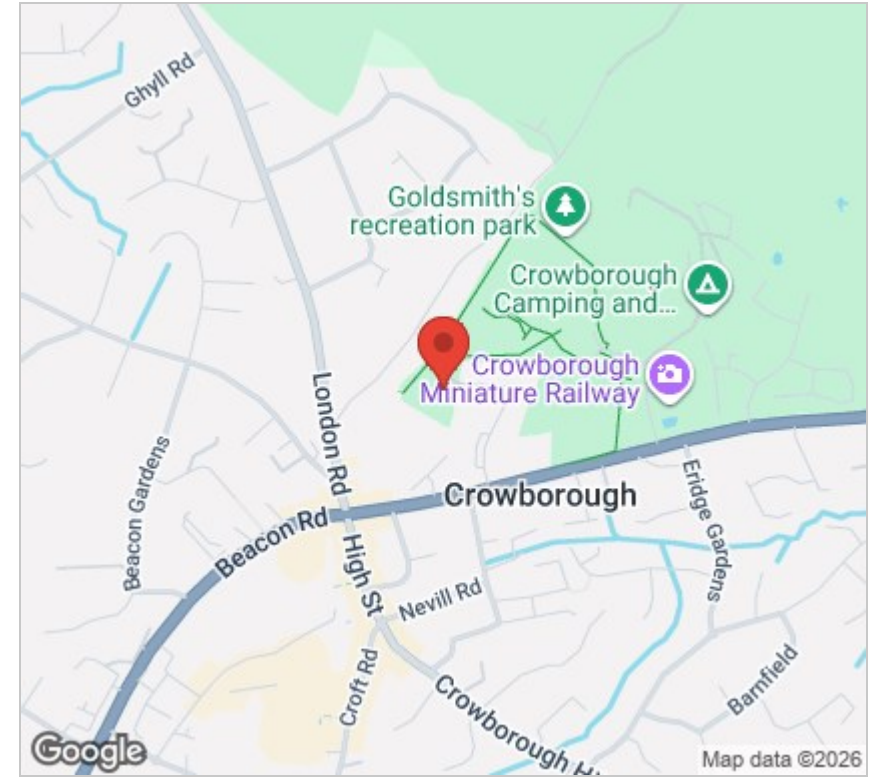 Ghyll Rd
Goldsmith's
recreation park
Crowborough
Camping and...
Crowborough
Miniature Railway
London Rd
Beacon Gardens
Crowborough
Beacon Rd
High St
Eridge Gardens
Nevill Rd
Croft Rd
Barnfield
Crowborough Hi
Google
Map data ©2026